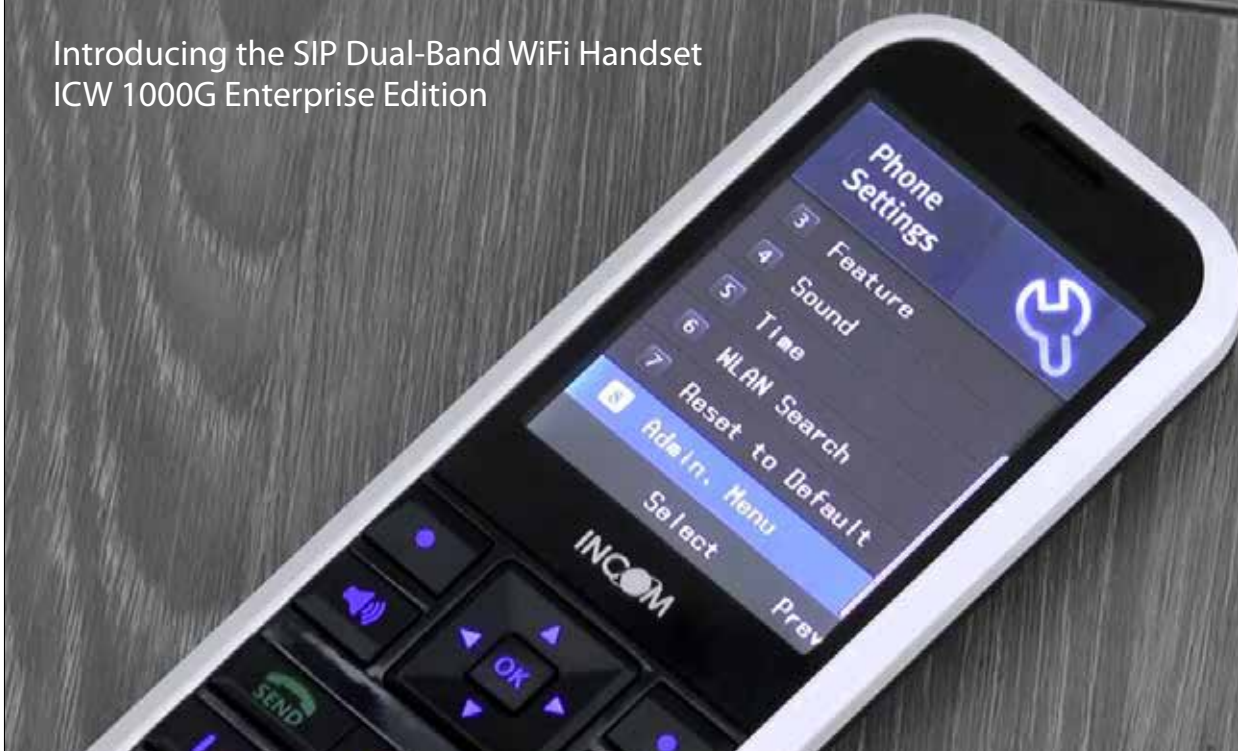 Introducing the SIP Dual-Band WiFi Handset
ICW 1000G Enterprise Edition
Phone
Settings
3 Feature
4 Sound
5 Time
6 WLAN Search
7 Reset to Default
8 Admin. Menu
Select Prev
INCOM
OK
SEND